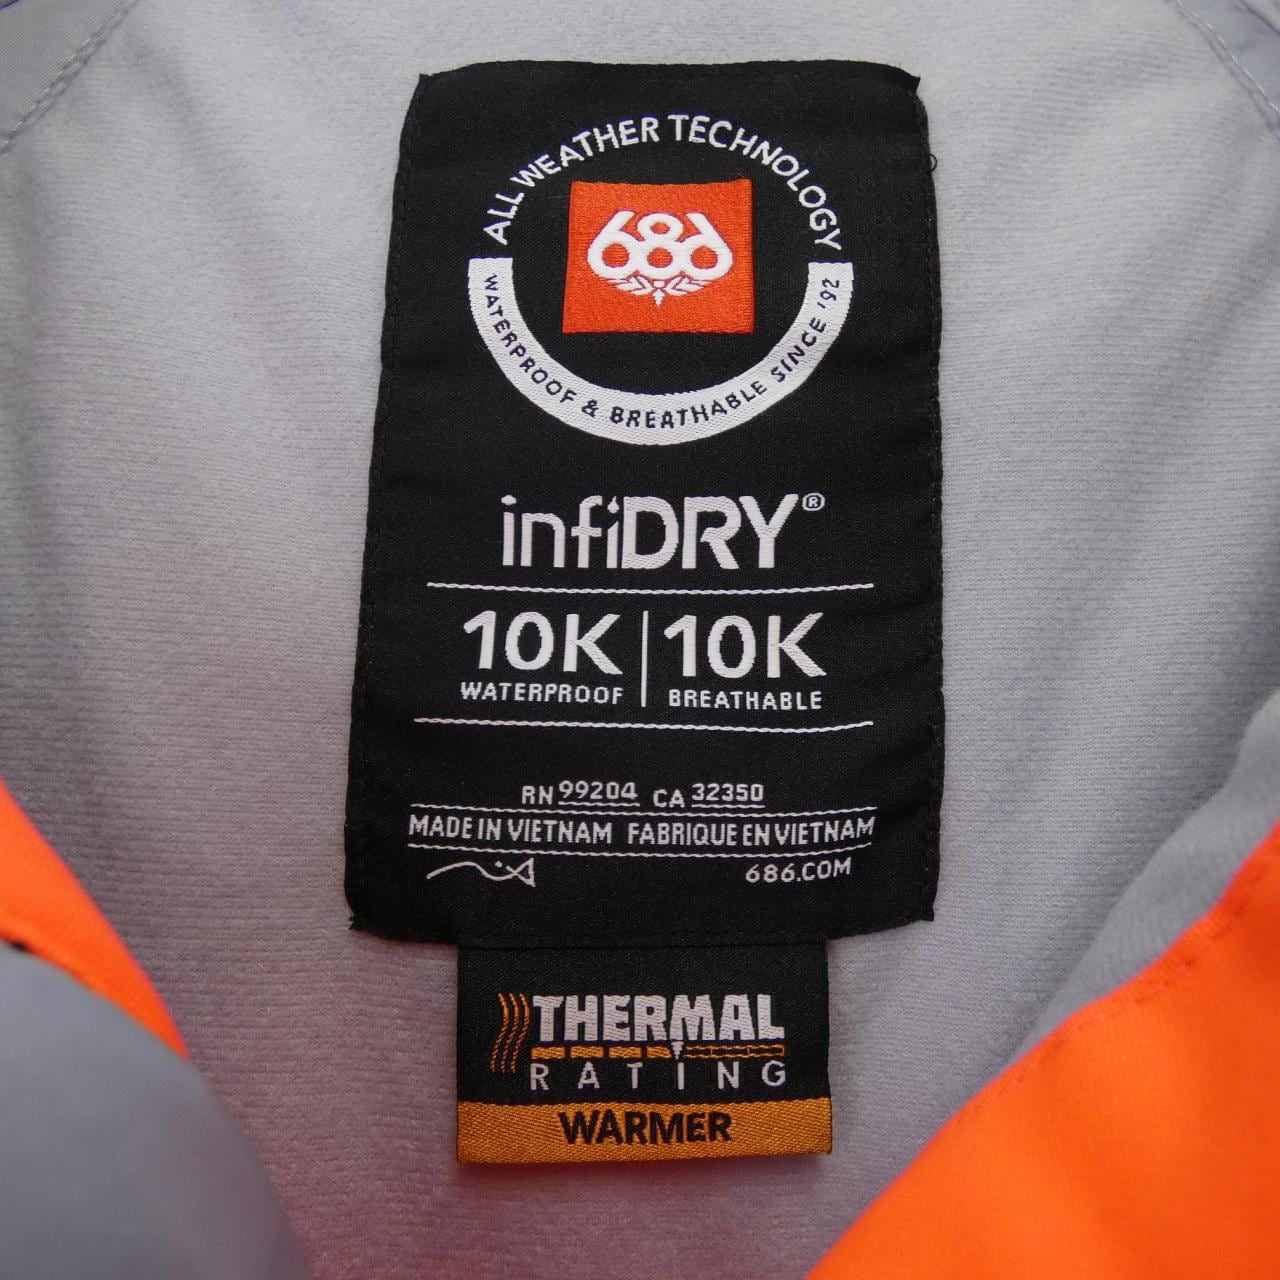 ALL WEATHER TECHNOLOGY
686
WATERPROOF & BREATHABLE SINCE '92
infiDRY®
10K | 10K
WATERPROOF BREATHABLE
RN 99204 CA 32350
MADE IN VIETNAM FABRIQUE EN VIETNAM
686.COM
THERMAL
RATING
WARMER